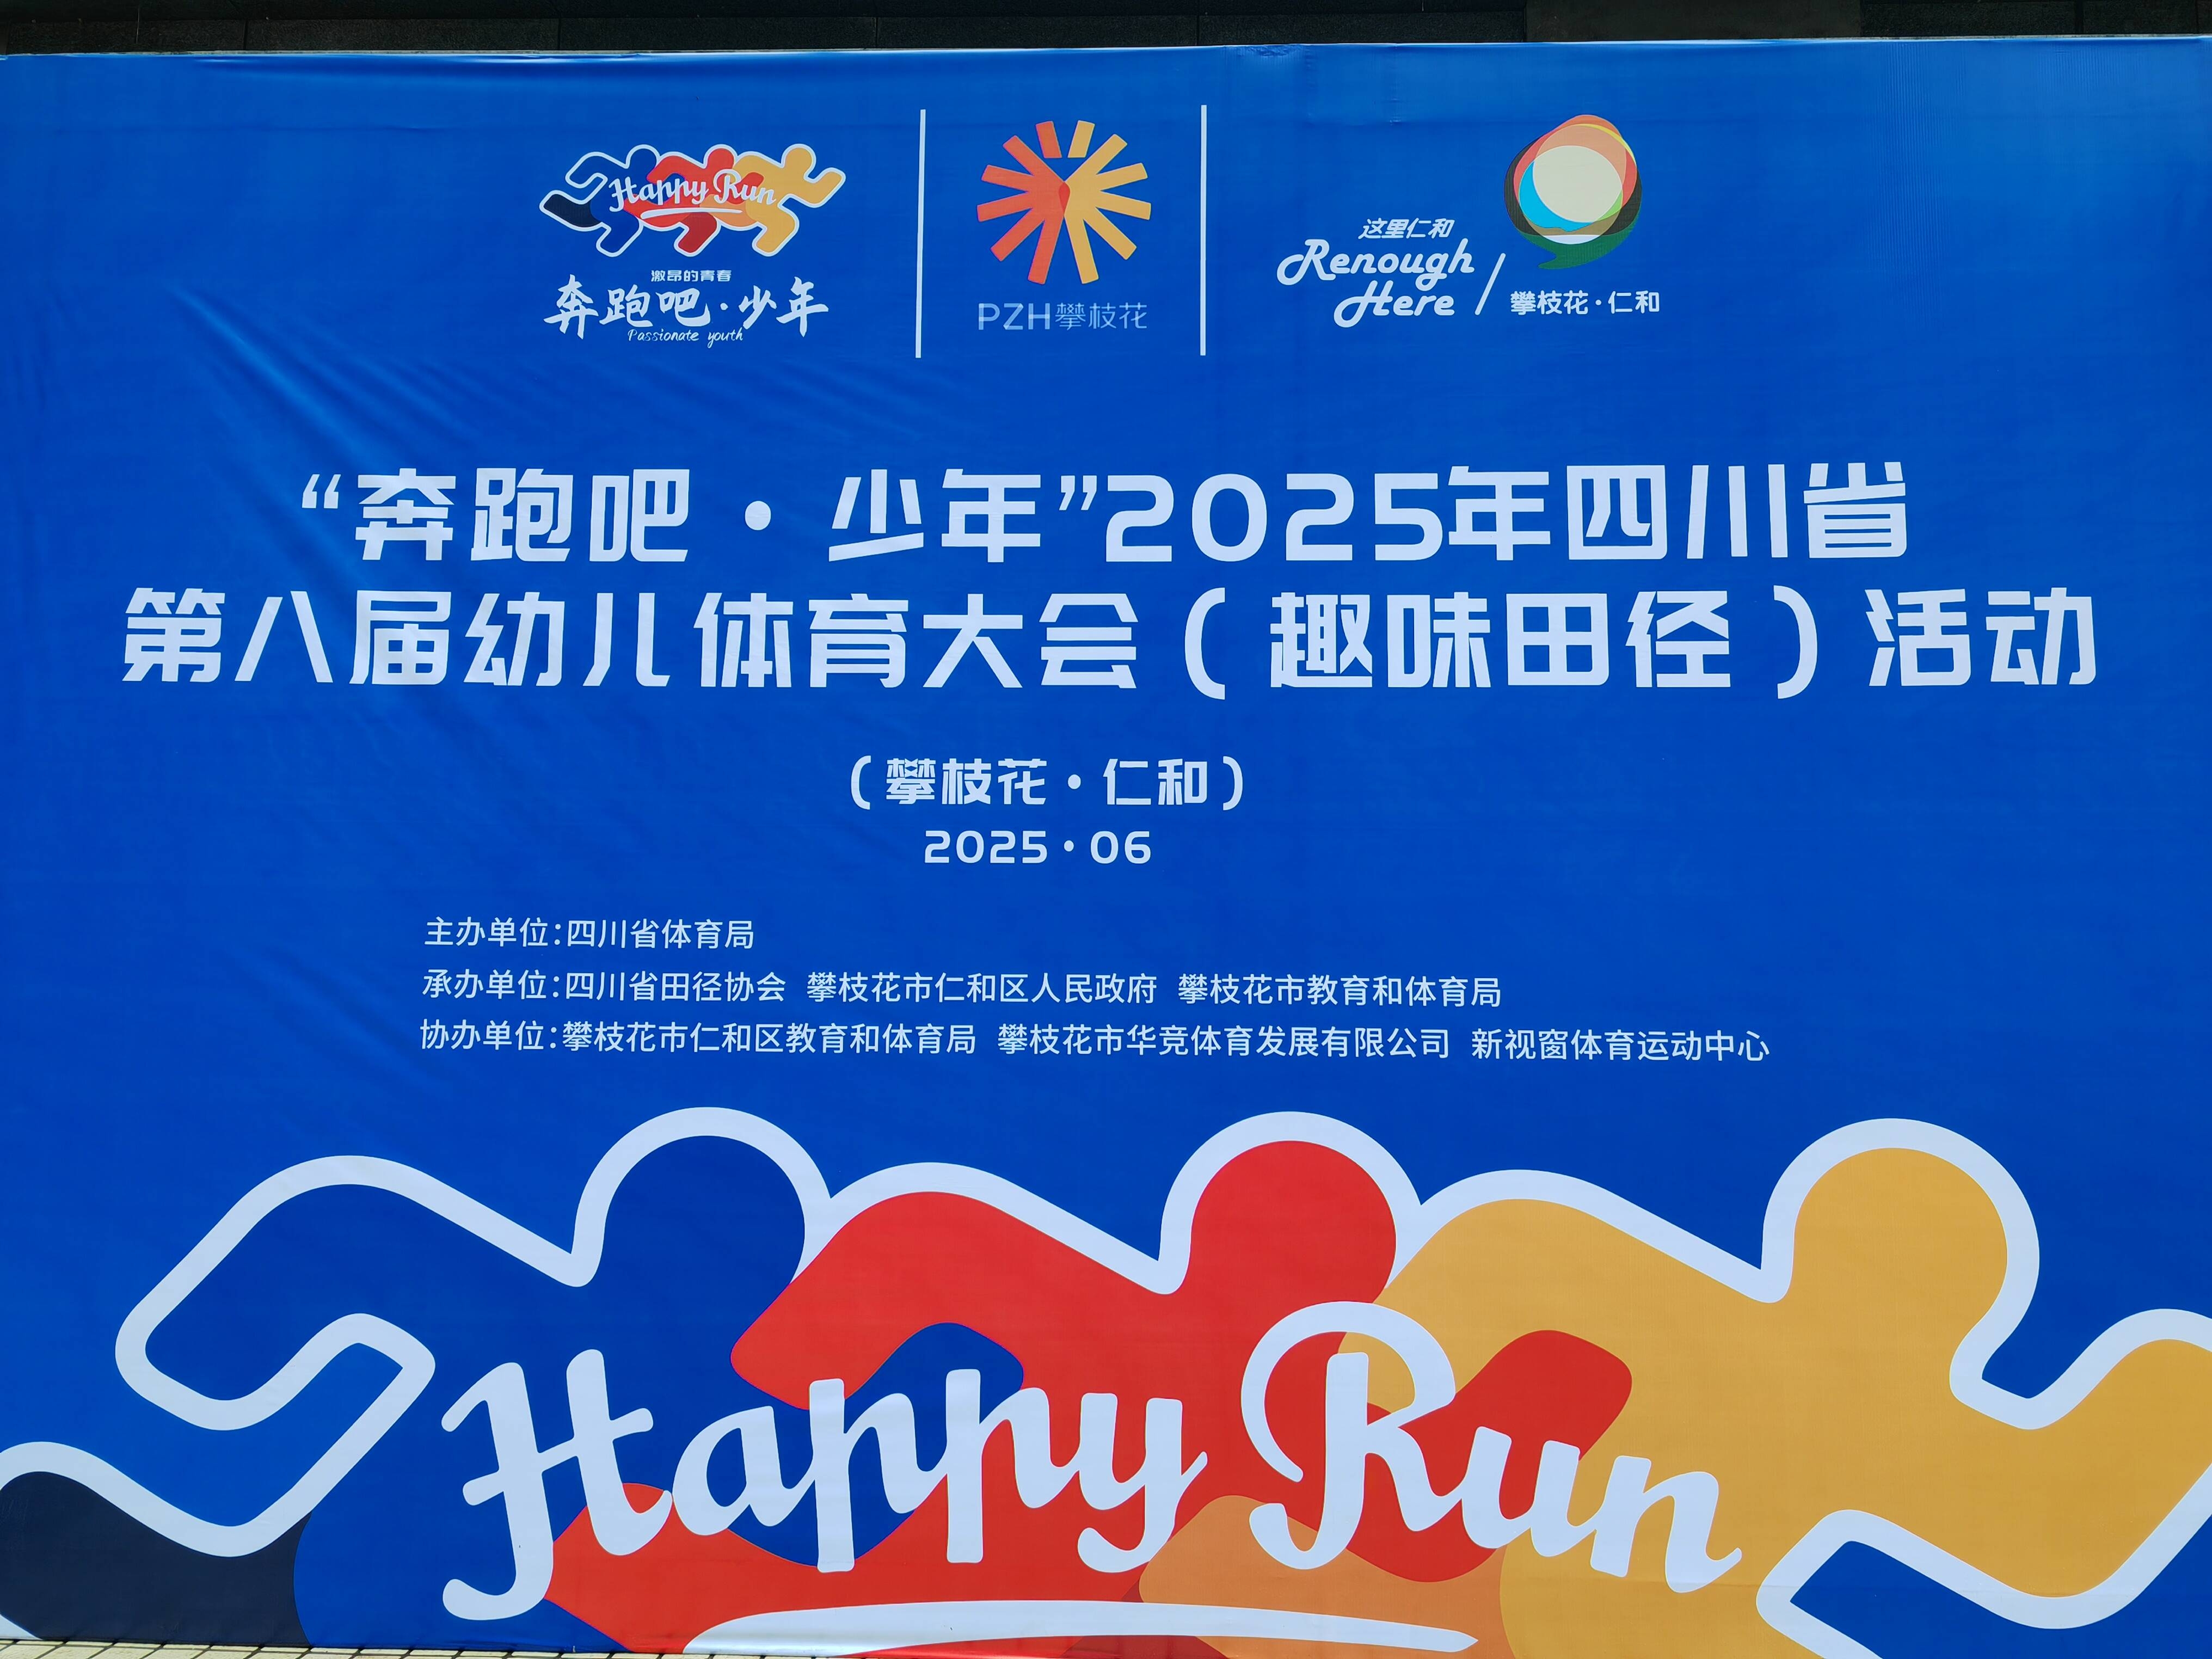 Happy Run
激昂的青春
奔跑吧·少年
Passionate youth
PZH攀枝花
这里仁和
Renough
Here
攀枝花·仁和
“奔跑吧·少年”2025年四川省
第八届幼儿体育大会（趣味田径）活动
（攀枝花·仁和）
2025·06
主办单位：四川省体育局
承办单位：四川省田径协会 攀枝花市仁和区人民政府 攀枝花市教育和体育局
协办单位：攀枝花市仁和区教育和体育局 攀枝花市华竞体育发展有限公司 新视窗体育运动中心
Happy Run